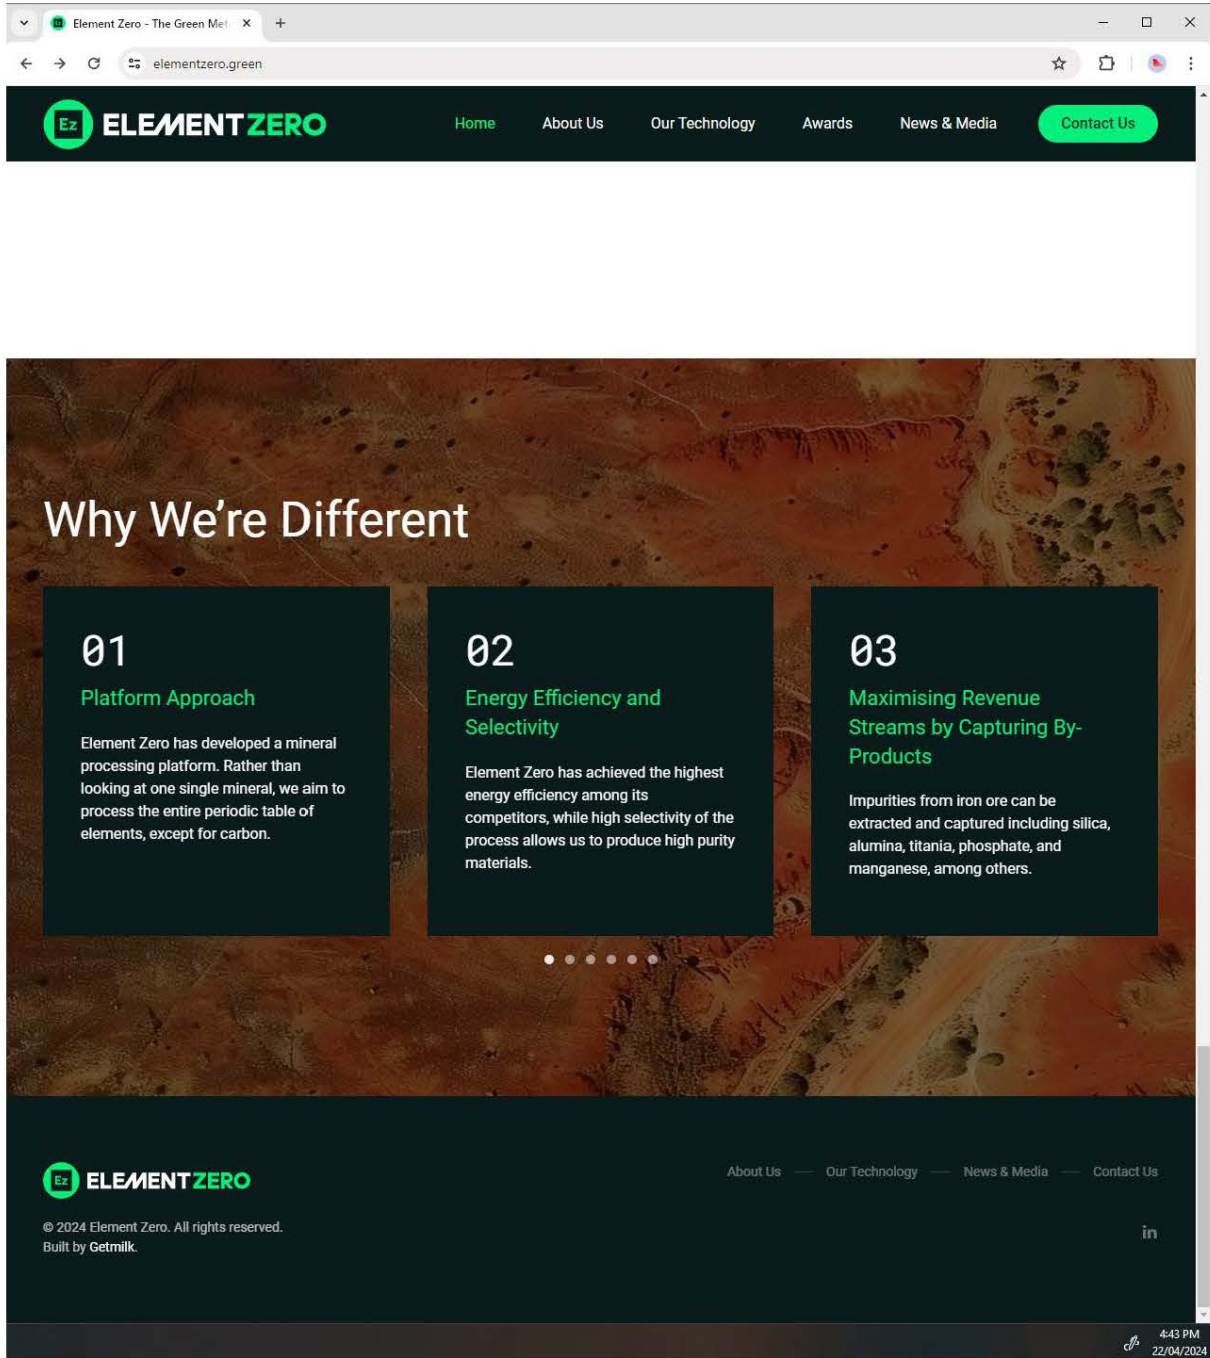 Element Zero - The Green Met
elementzero.green
Ez ELEMENTZERO
Home About Us Our Technology Awards News & Media Contact Us
Why We're Different
01
Platform Approach
Element Zero has developed a mineral
processing platform. Rather than
looking at one single mineral, we aim to
process the entire periodic table of
elements, except for carbon.
02
Energy Efficiency and
Selectivity
Element Zero has achieved the highest
energy efficiency among its
competitors, while high selectivity of the
process allows us to produce high purity
materials.
03
Maximising Revenue
Streams by Capturing By-
Products
Impurities from iron ore can be
extracted and captured including silica,
alumina, titania, phosphate, and
manganese, among others.
Ez ELEMENTZERO
© 2024 Element Zero. All rights reserved.
Built by Getmilk.
About Us — Our Technology — News & Media — Contact Us
in
4:43 PM
22/04/2024